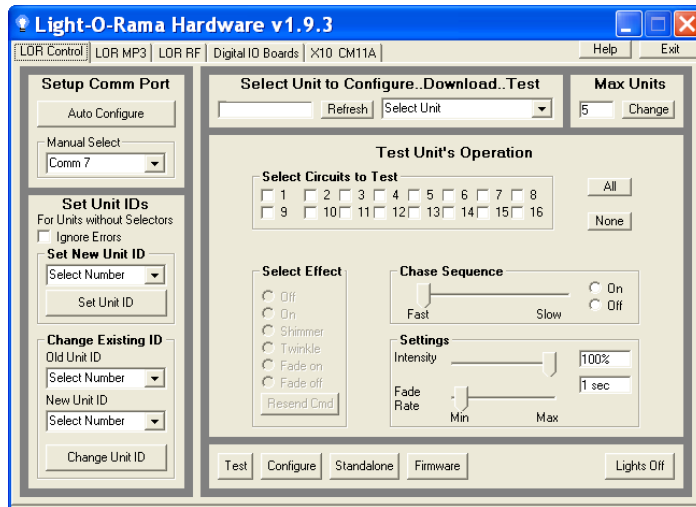 Light-O-Rama Hardware v1.9.3
LOR Control LOR MP3 LOR RF Digital IO Boards X10 CM11A Help Exit
Setup Comm Port
Auto Configure
Manual Select
Comm 7
Select Unit to Configure..Download..Test
Refresh Select Unit
Max Units
5 Change
Set Unit IDs
For Units without Selectors
Ignore Errors
Set New Unit ID
Select Number
Set Unit ID
Change Existing ID
Old Unit ID
Select Number
New Unit ID
Select Number
Change Unit ID
Test Unit's Operation
Select Circuits to Test
1 2 3 4 5 6 7 8
9 10 11 12 13 14 15 16
All
None
Select Effect
Off
On
Shimmer
Twinkle
Fade on
Fade off
Resend Cmd
Chase Sequence
Fast Slow
On
Off
Settings
Intensity 100%
Fade Rate 1 sec
Min Max
Test Configure Standalone Firmware Lights Off